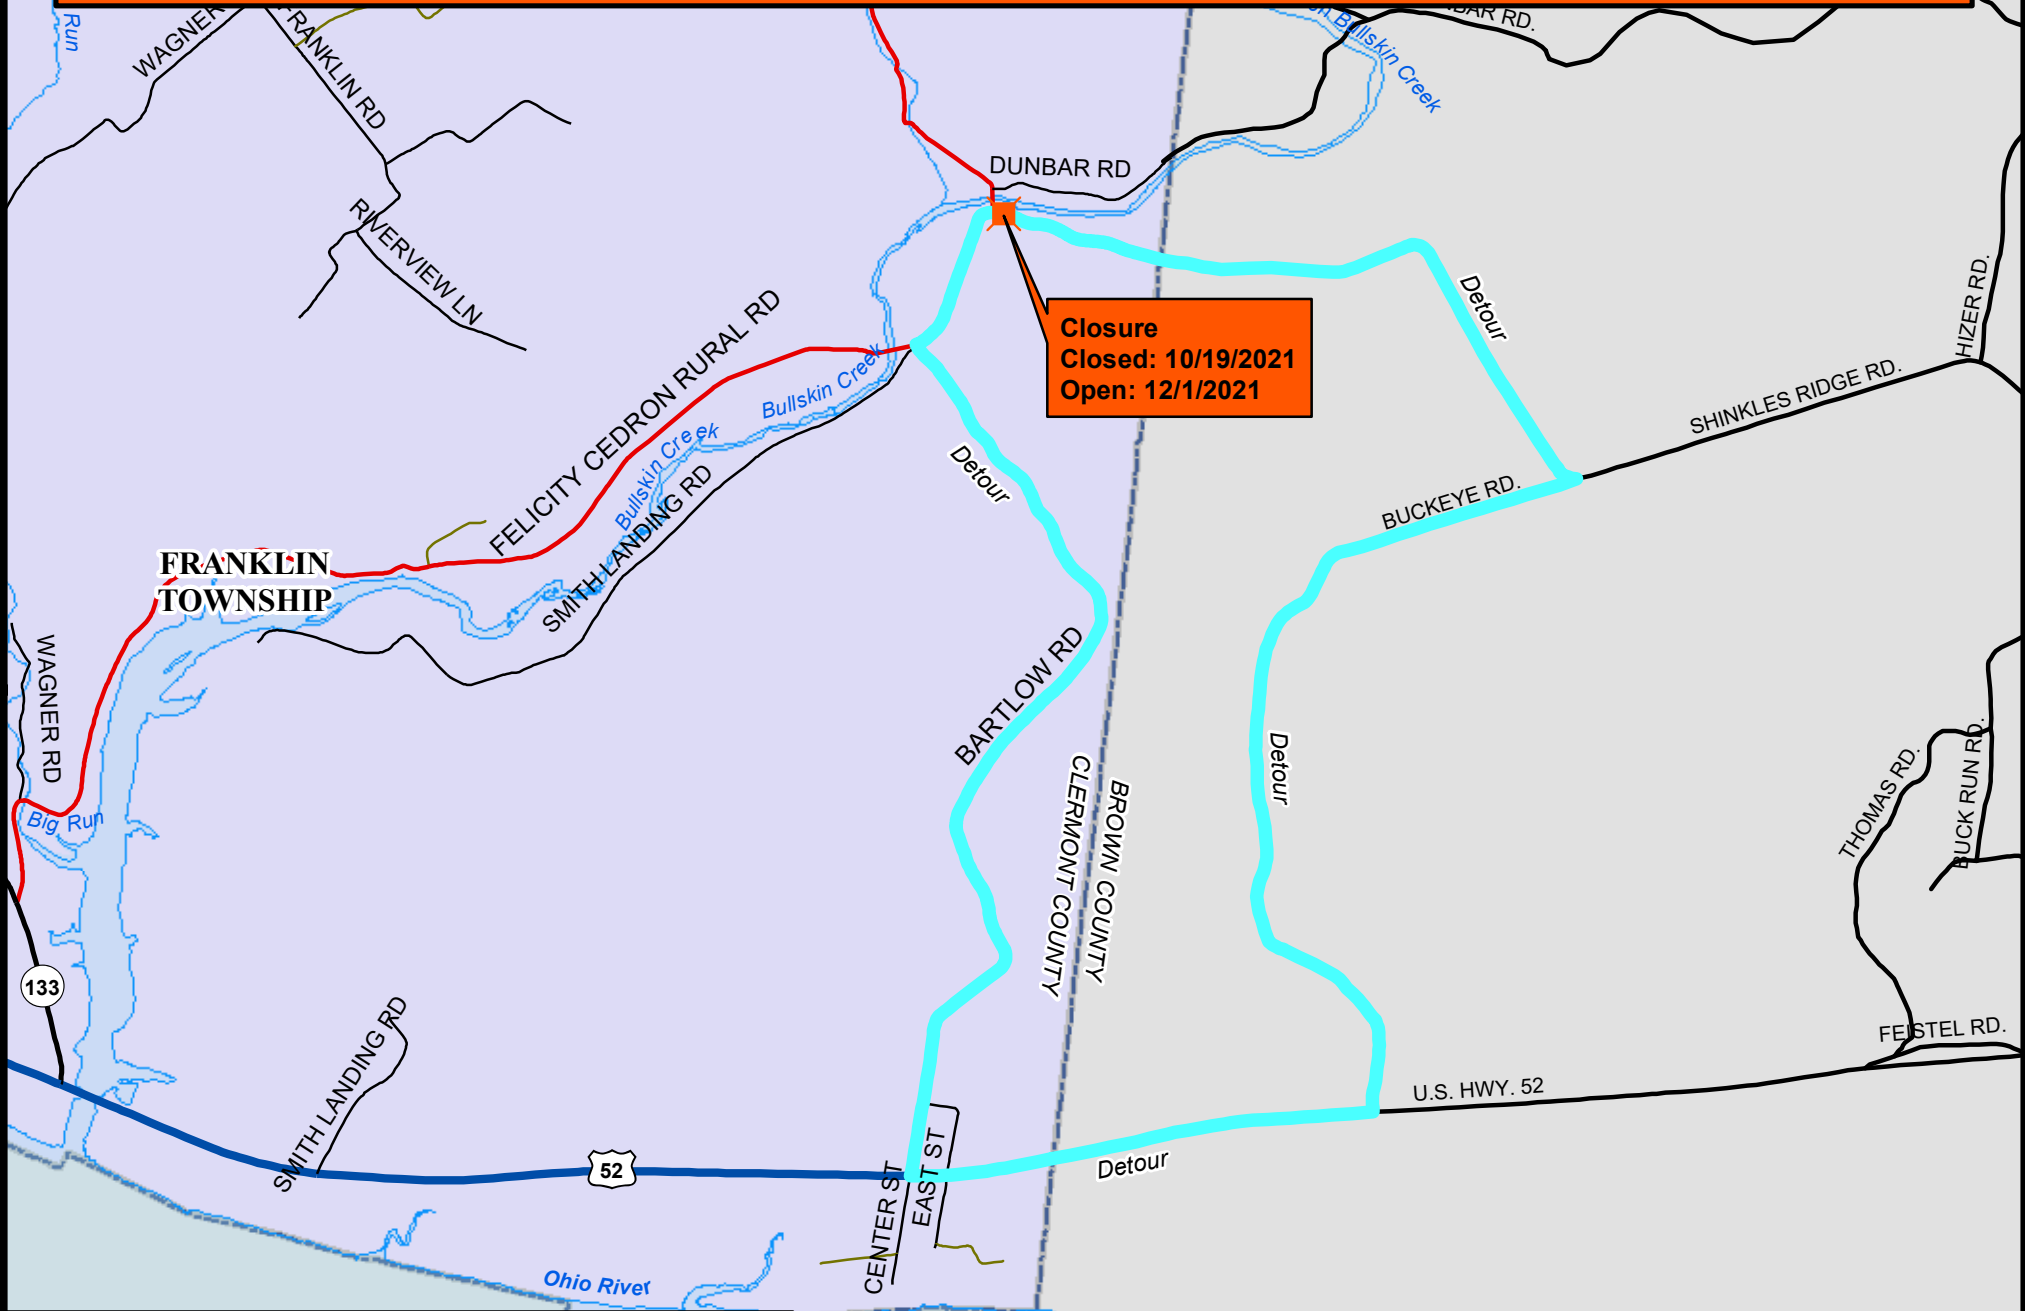 Run
WAGNER
FRANKLIN RD
BAR RD.
Bullskin Creek
DUNBAR RD
RIVERVIEW LN
Detour
HIZER RD.
Closure
Closed: 10/19/2021
Open: 12/1/2021
FELICITY CEDRON RURAL RD
Bullskin Creek
SHINKLES RIDGE RD.
Bullskin Creek
Detour
BUCKEYE RD.
SMITH LANDING RD
FRANKLIN
TOWNSHIP
WAGNER RD
BARTLOW RD
Detour
CLERMONT COUNTY
BROWN COUNTY
THOMAS RD.
BUCK RUN RD.
Big Run
133
SMITH LANDING RD
FEISTEL RD.
U.S. HWY. 52
52
Detour
CENTER ST
EAST ST
Ohio River